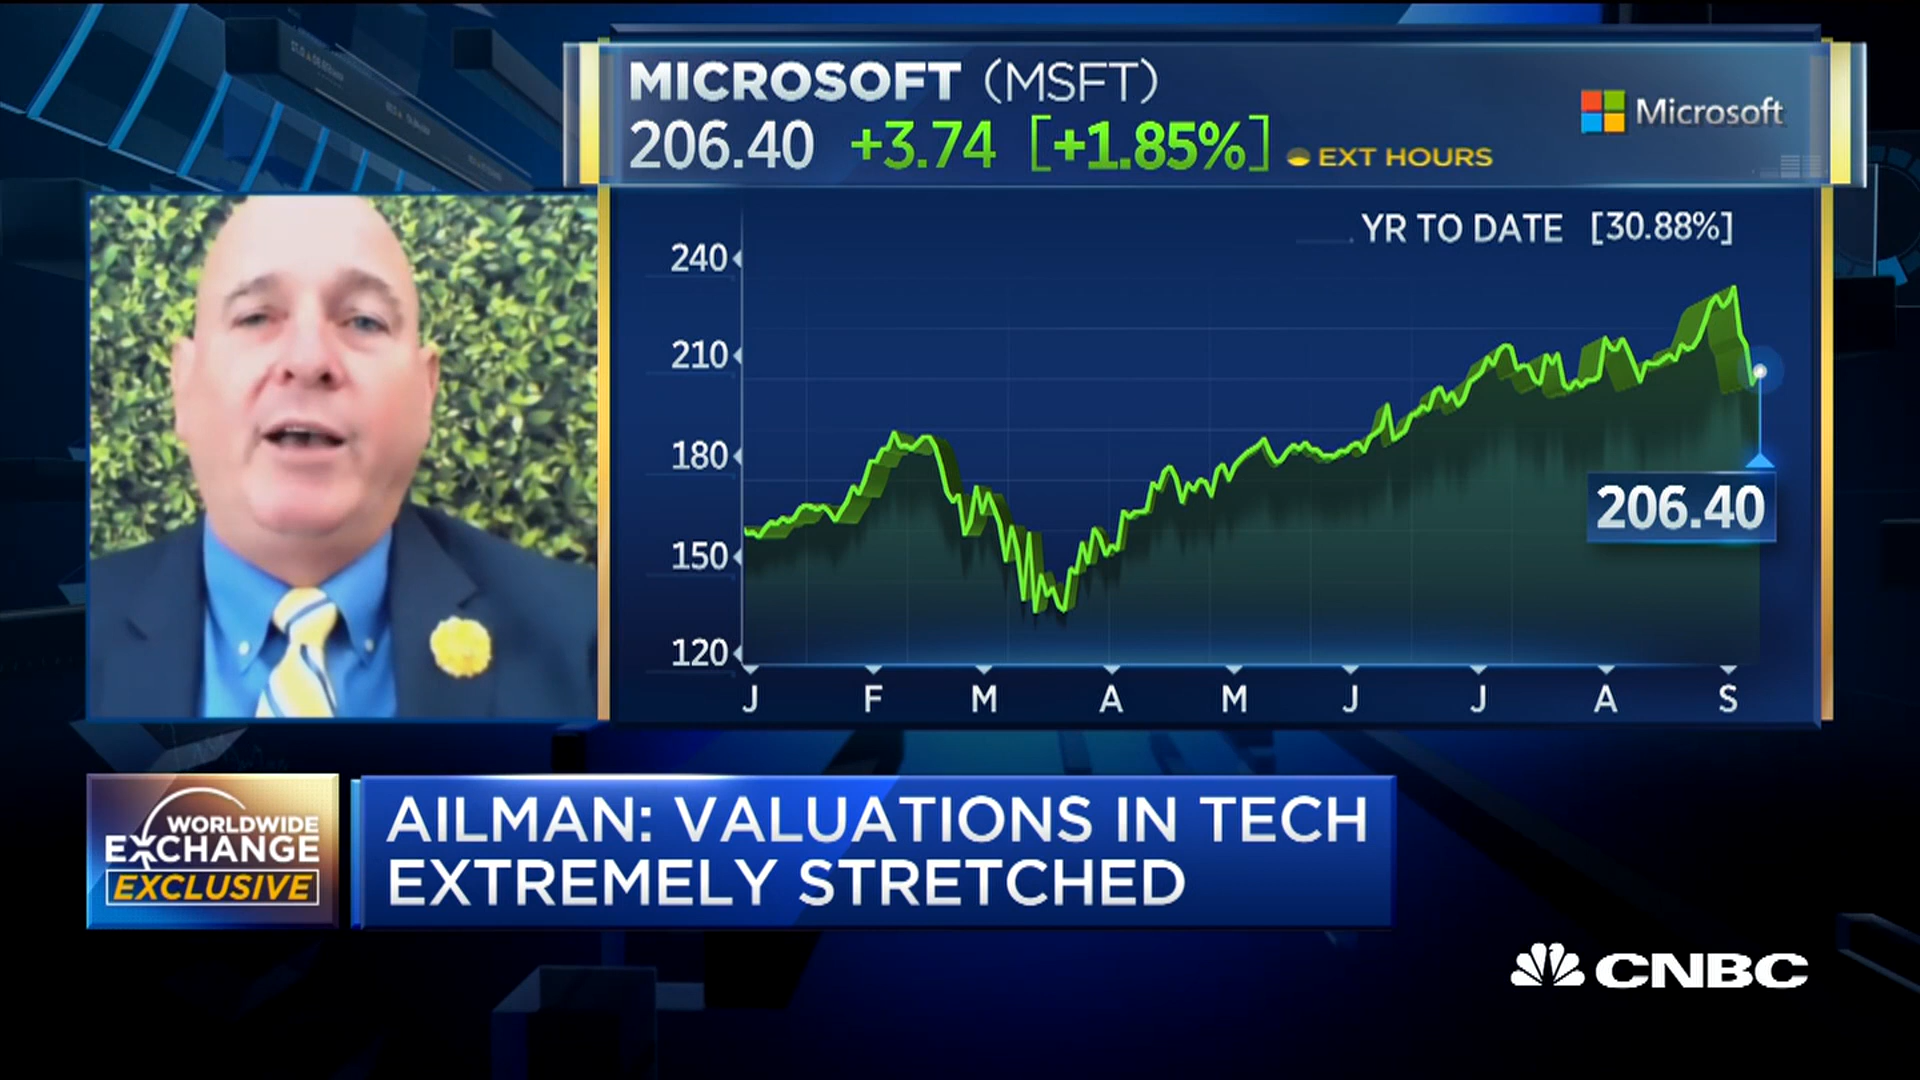 MICROSOFT (MSFT)
206.40 +3.74 [+1.85%] EXT HOURS
Microsoft
YR TO DATE [30.88%]
240
210
180
150
120
J F M A M J J A S
206.40
WORLDWIDE
EXCHANGE
EXCLUSIVE
AILMAN: VALUATIONS IN TECH
EXTREMELY STRETCHED
CNBC